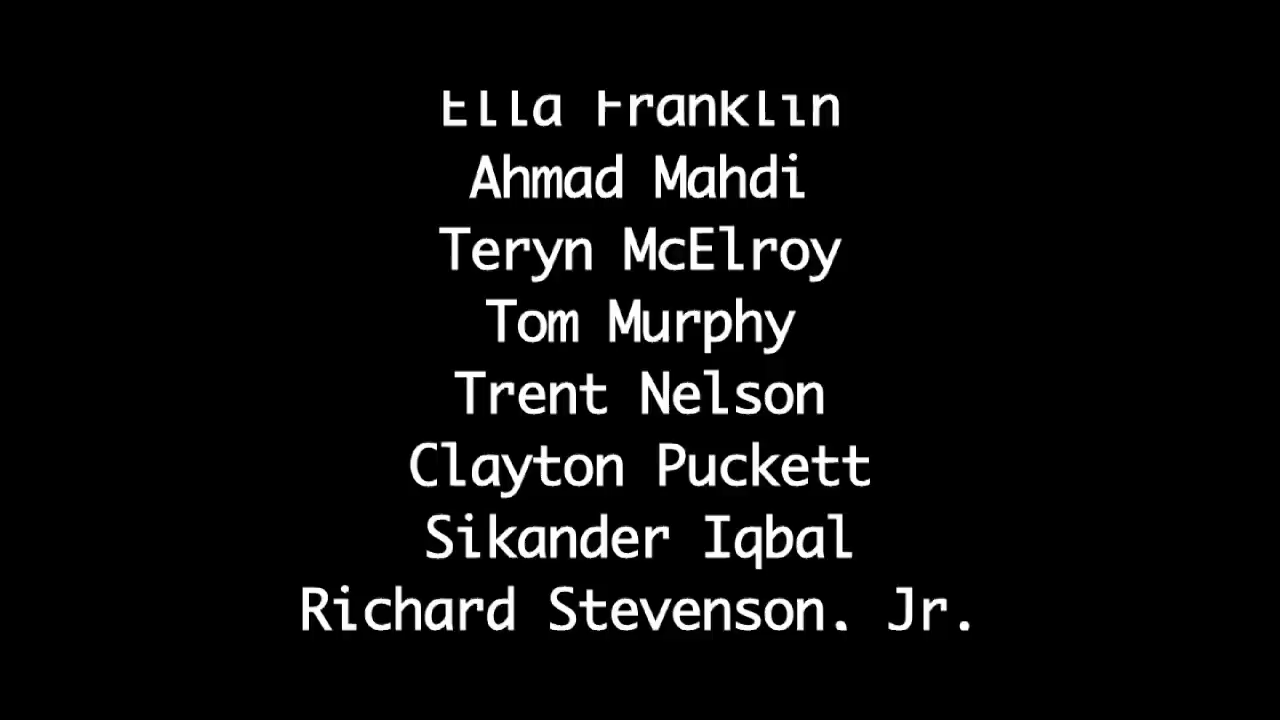 Ella Franklin
Ahmad Mahdi
Teryn McElroy
Tom Murphy
Trent Nelson
Clayton Puckett
Sikander Iqbal
Richard Stevenson, Jr.